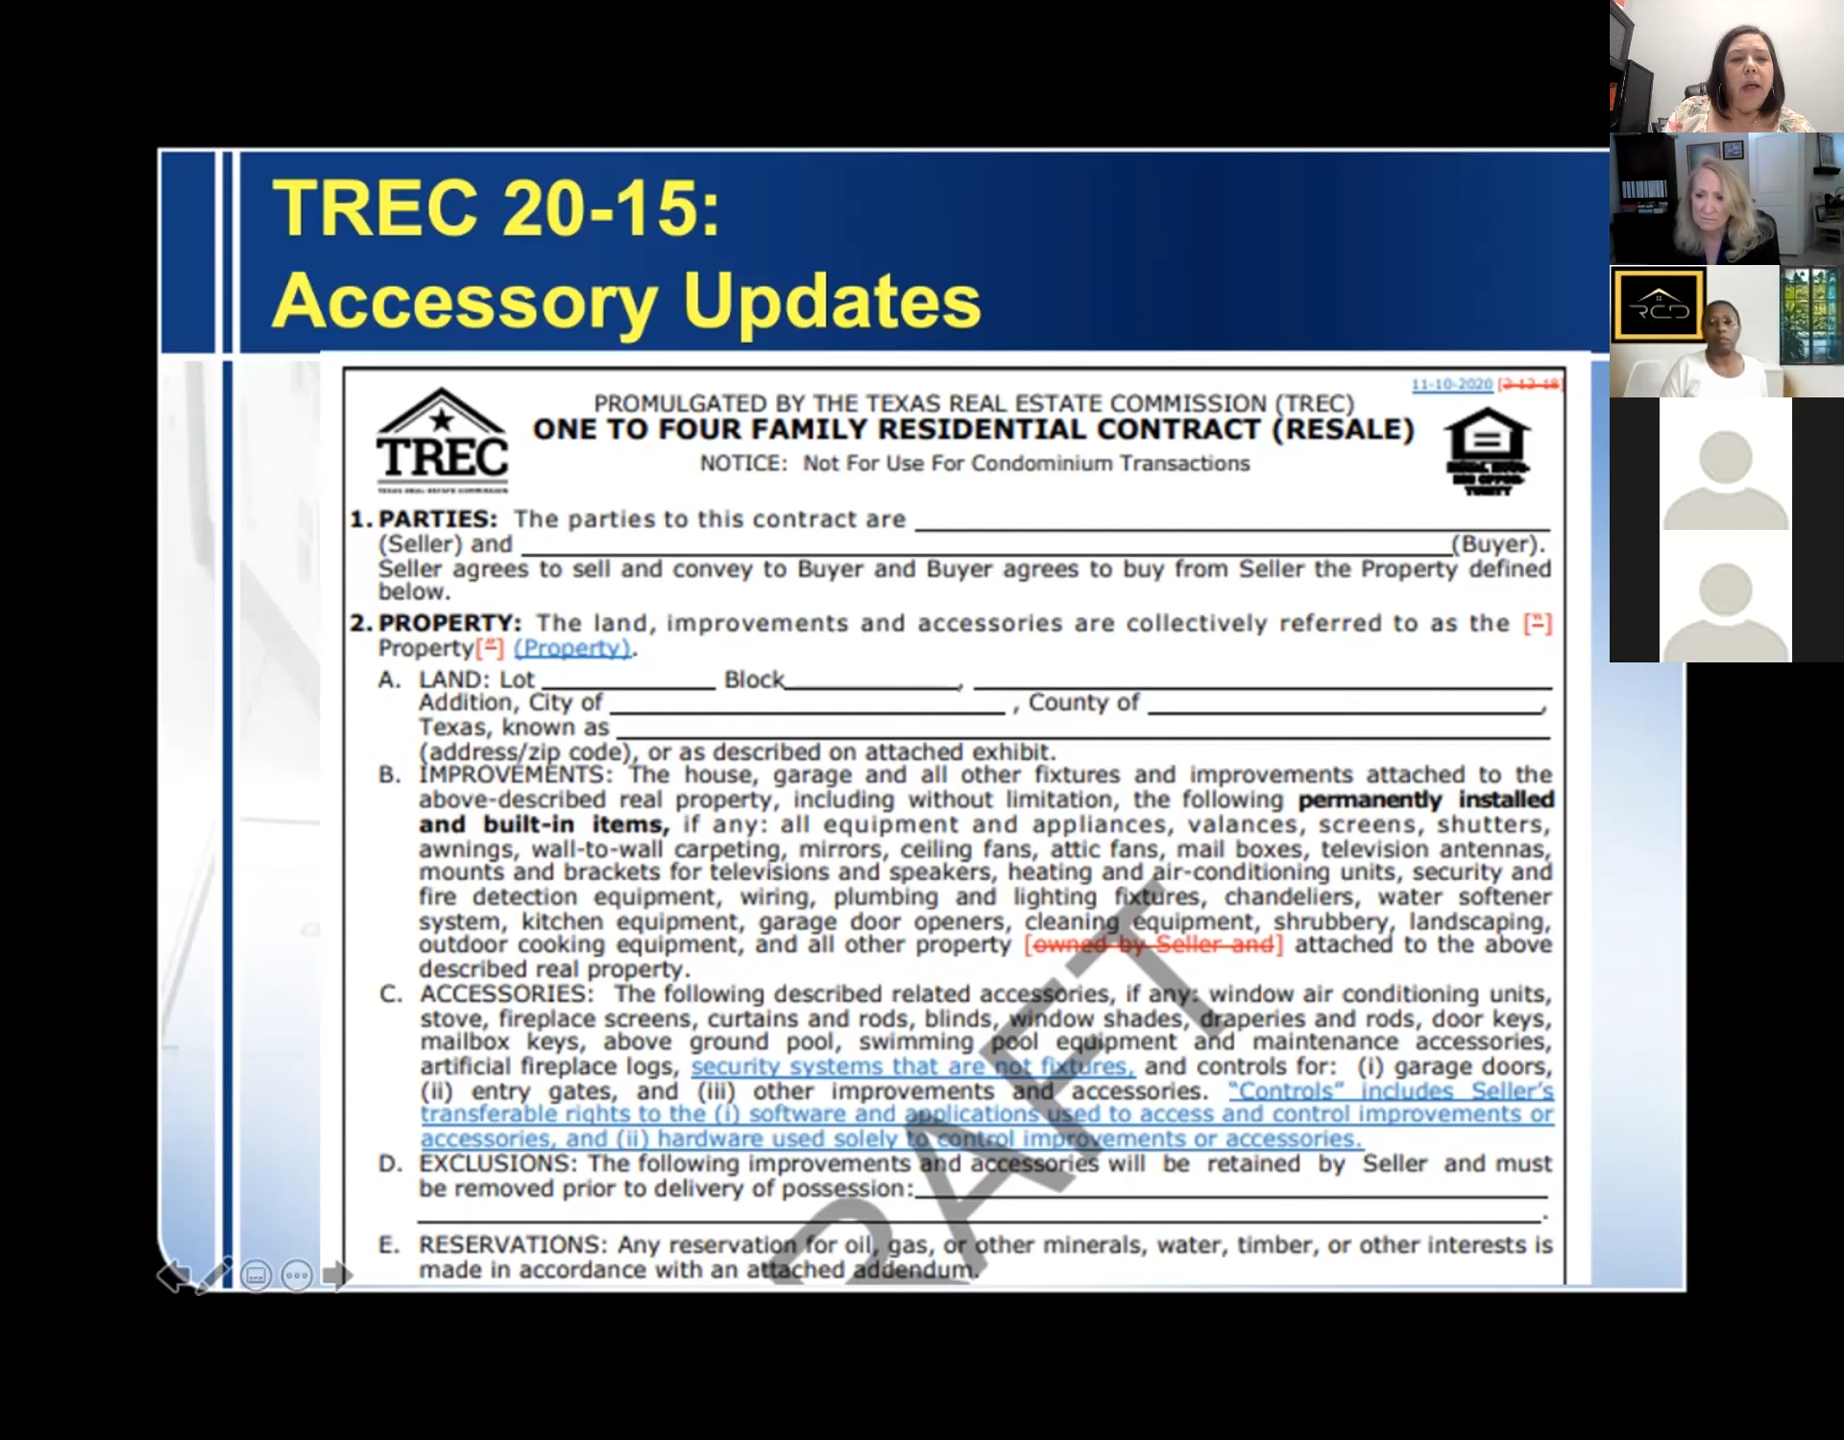 TREC 20-15:
Accessory Updates
11-10-2020 [2-12-18]
PROMULGATED BY THE TEXAS REAL ESTATE COMMISSION (TREC)
ONE TO FOUR FAMILY RESIDENTIAL CONTRACT (RESALE)
NOTICE: Not For Use For Condominium Transactions
TREC
TEXAS REAL ESTATE COMMISSION
EQUAL HOUS-
ING OPPOR-
TUNITY
1. PARTIES: The parties to this contract are
(Seller) and (Buyer).
Seller agrees to sell and convey to Buyer and Buyer agrees to buy from Seller the Property defined
below.
2. PROPERTY: The land, improvements and accessories are collectively referred to as the ["]
Property["] (Property).
A. LAND: Lot Block ,
Addition, City of , County of ,
Texas, known as
(address/zip code), or as described on attached exhibit.
B. IMPROVEMENTS: The house, garage and all other fixtures and improvements attached to the
above-described real property, including without limitation, the following permanently installed
and built-in items, if any: all equipment and appliances, valances, screens, shutters,
awnings, wall-to-wall carpeting, mirrors, ceiling fans, attic fans, mail boxes, television antennas,
mounts and brackets for televisions and speakers, heating and air-conditioning units, security and
fire detection equipment, wiring, plumbing and lighting fixtures, chandeliers, water softener
system, kitchen equipment, garage door openers, cleaning equipment, shrubbery, landscaping,
outdoor cooking equipment, and all other property [owned by Seller and] attached to the above
described real property.
C. ACCESSORIES: The following described related accessories, if any: window air conditioning units,
stove, fireplace screens, curtains and rods, blinds, window shades, draperies and rods, door keys,
mailbox keys, above ground pool, swimming pool equipment and maintenance accessories,
artificial fireplace logs, security systems that are not fixtures, and controls for: (i) garage doors,
(ii) entry gates, and (iii) other improvements and accessories. “Controls” includes Seller’s
transferable rights to the (i) software and applications used to access and control improvements or
accessories, and (ii) hardware used solely to control improvements or accessories.
D. EXCLUSIONS: The following improvements and accessories will be retained by Seller and must
be removed prior to delivery of possession:
.
E. RESERVATIONS: Any reservation for oil, gas, or other minerals, water, timber, or other interests is
made in accordance with an attached addendum.
RAFT
RCD